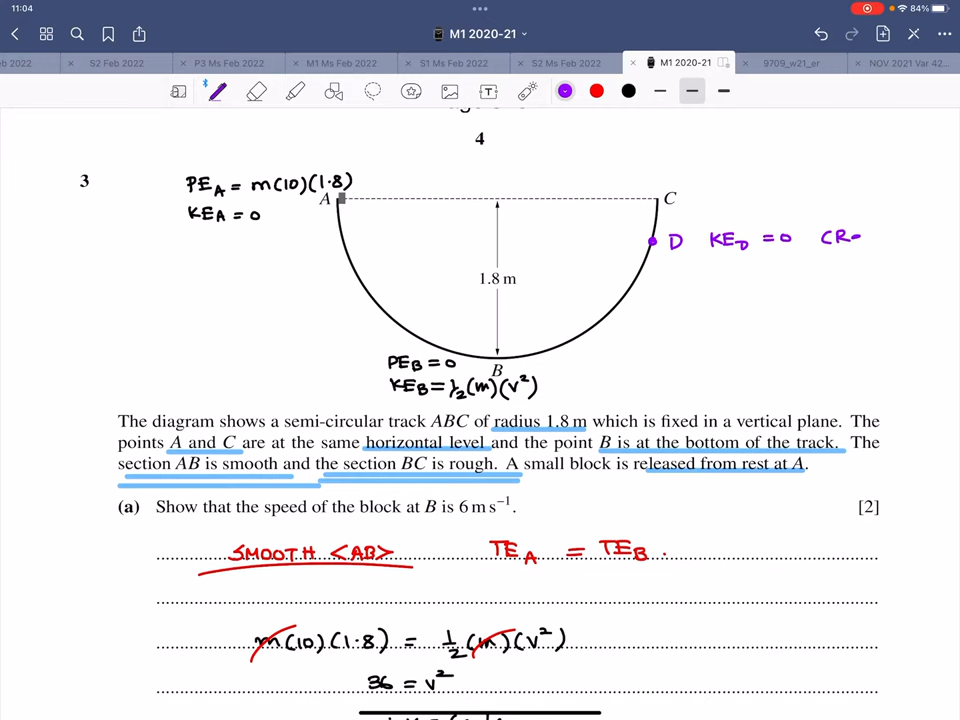 11:04
84%
M1 2020-21
eb 2022
S2 Feb 2022
P3 Ms Feb 2022
M1 Ms Feb 2022
S1 Ms Feb 2022
S2 Ms Feb 2022
M1 2020-21
9709_w21_er
NOV 2021 Var 42...
4
3
PE_A = m(10)(1·8)
KE_A = 0
A
C
D KE_D = 0 CR
1.8 m
PE_B = 0
B
KE_B = 1/2(m)(v²)
The diagram shows a semi-circular track ABC of radius 1.8 m which is fixed in a vertical plane. The
points A and C are at the same horizontal level and the point B is at the bottom of the track. The
section AB is smooth and the section BC is rough. A small block is released from rest at A.
(a) Show that the speed of the block at B is 6 m s⁻¹. [2]
SMOOTH <AB> TE_A = TE_B.
m(10)(1·8) = 1/2 (m)(v²)
36 = v²